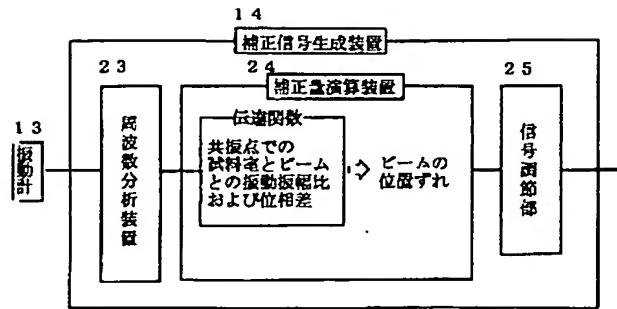 14
補正信号生成装置
23
24
補正量演算装置
25
13
振動計
周波数分析装置
伝達関数
共振点での
試料室とビーム
との振動振幅比
および位相差
ビームの
位置ずれ
信号調節部